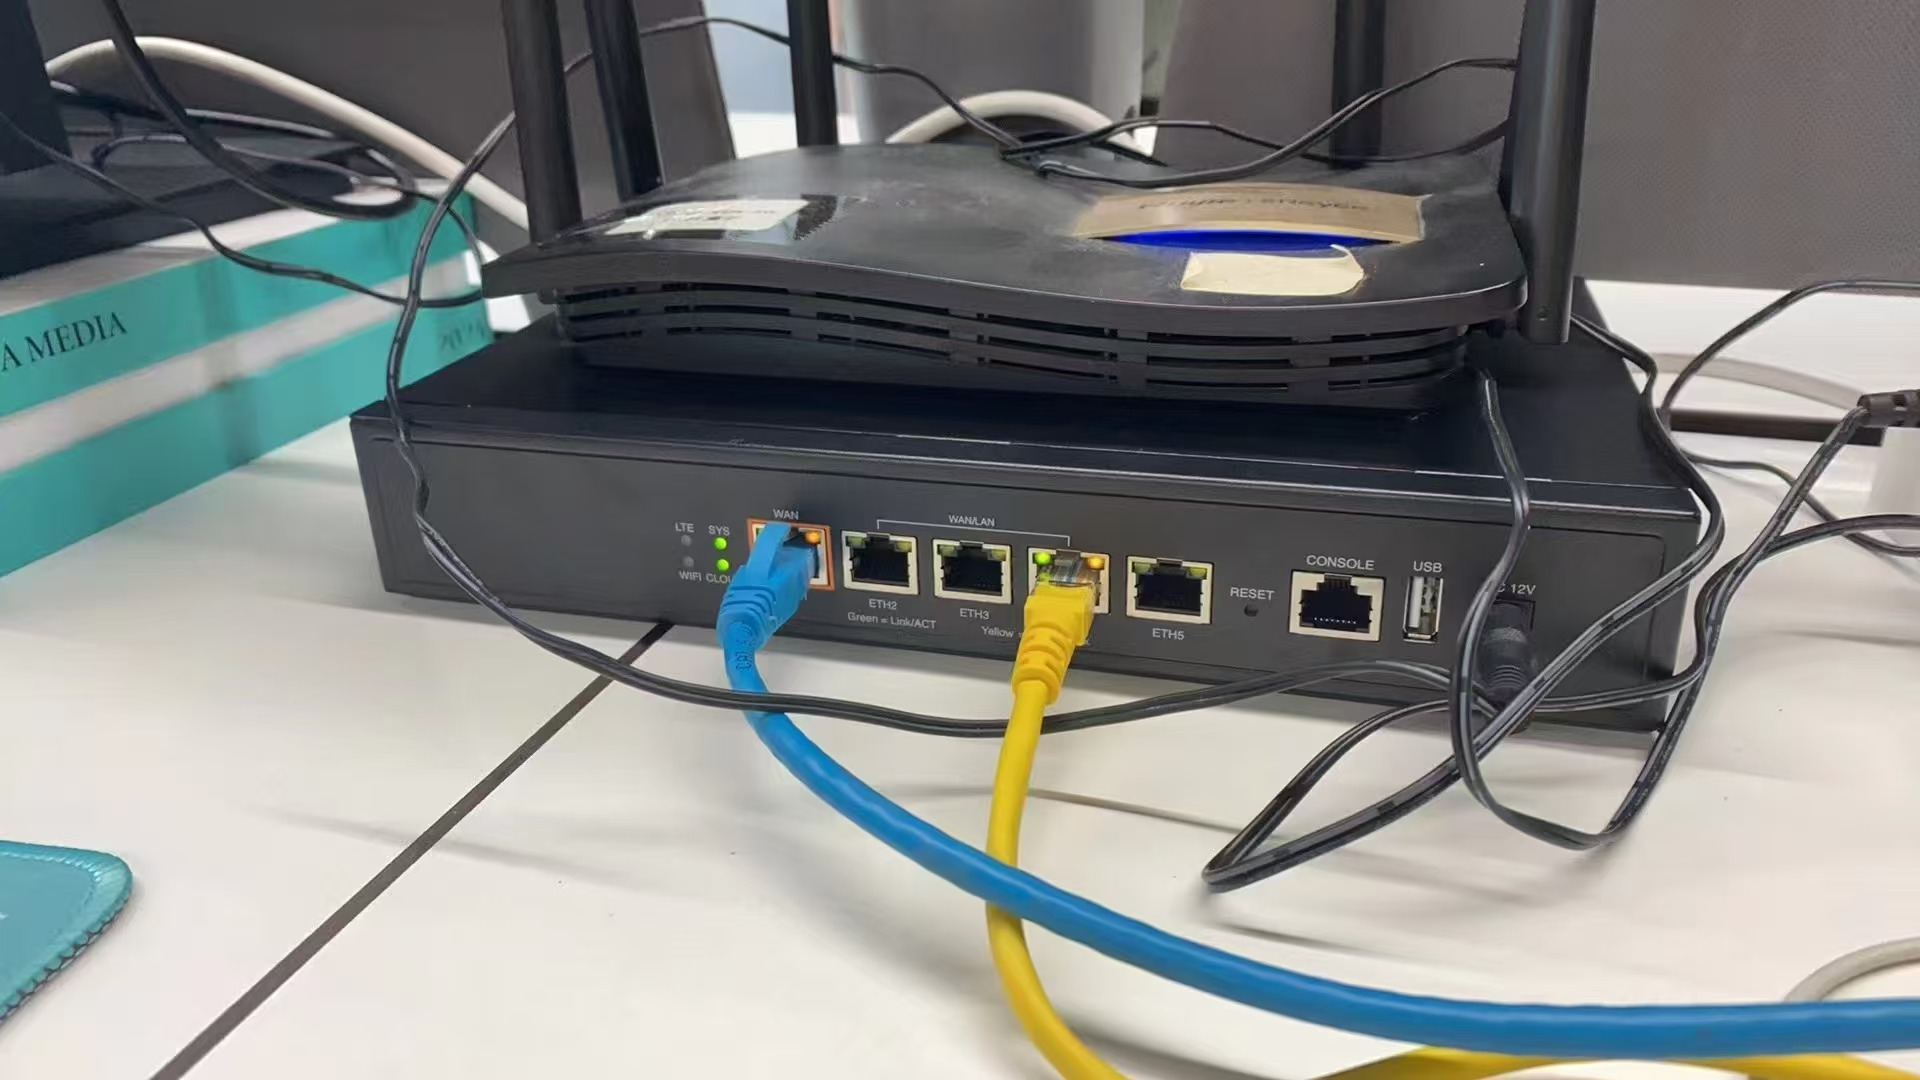 A MEDIA
LTE
SYS
WAN
WAN/LAN
WIFI
ETH2
ETH3
ETH5
Green = Link/ACT
Yellow
RESET
CONSOLE
USB
12V